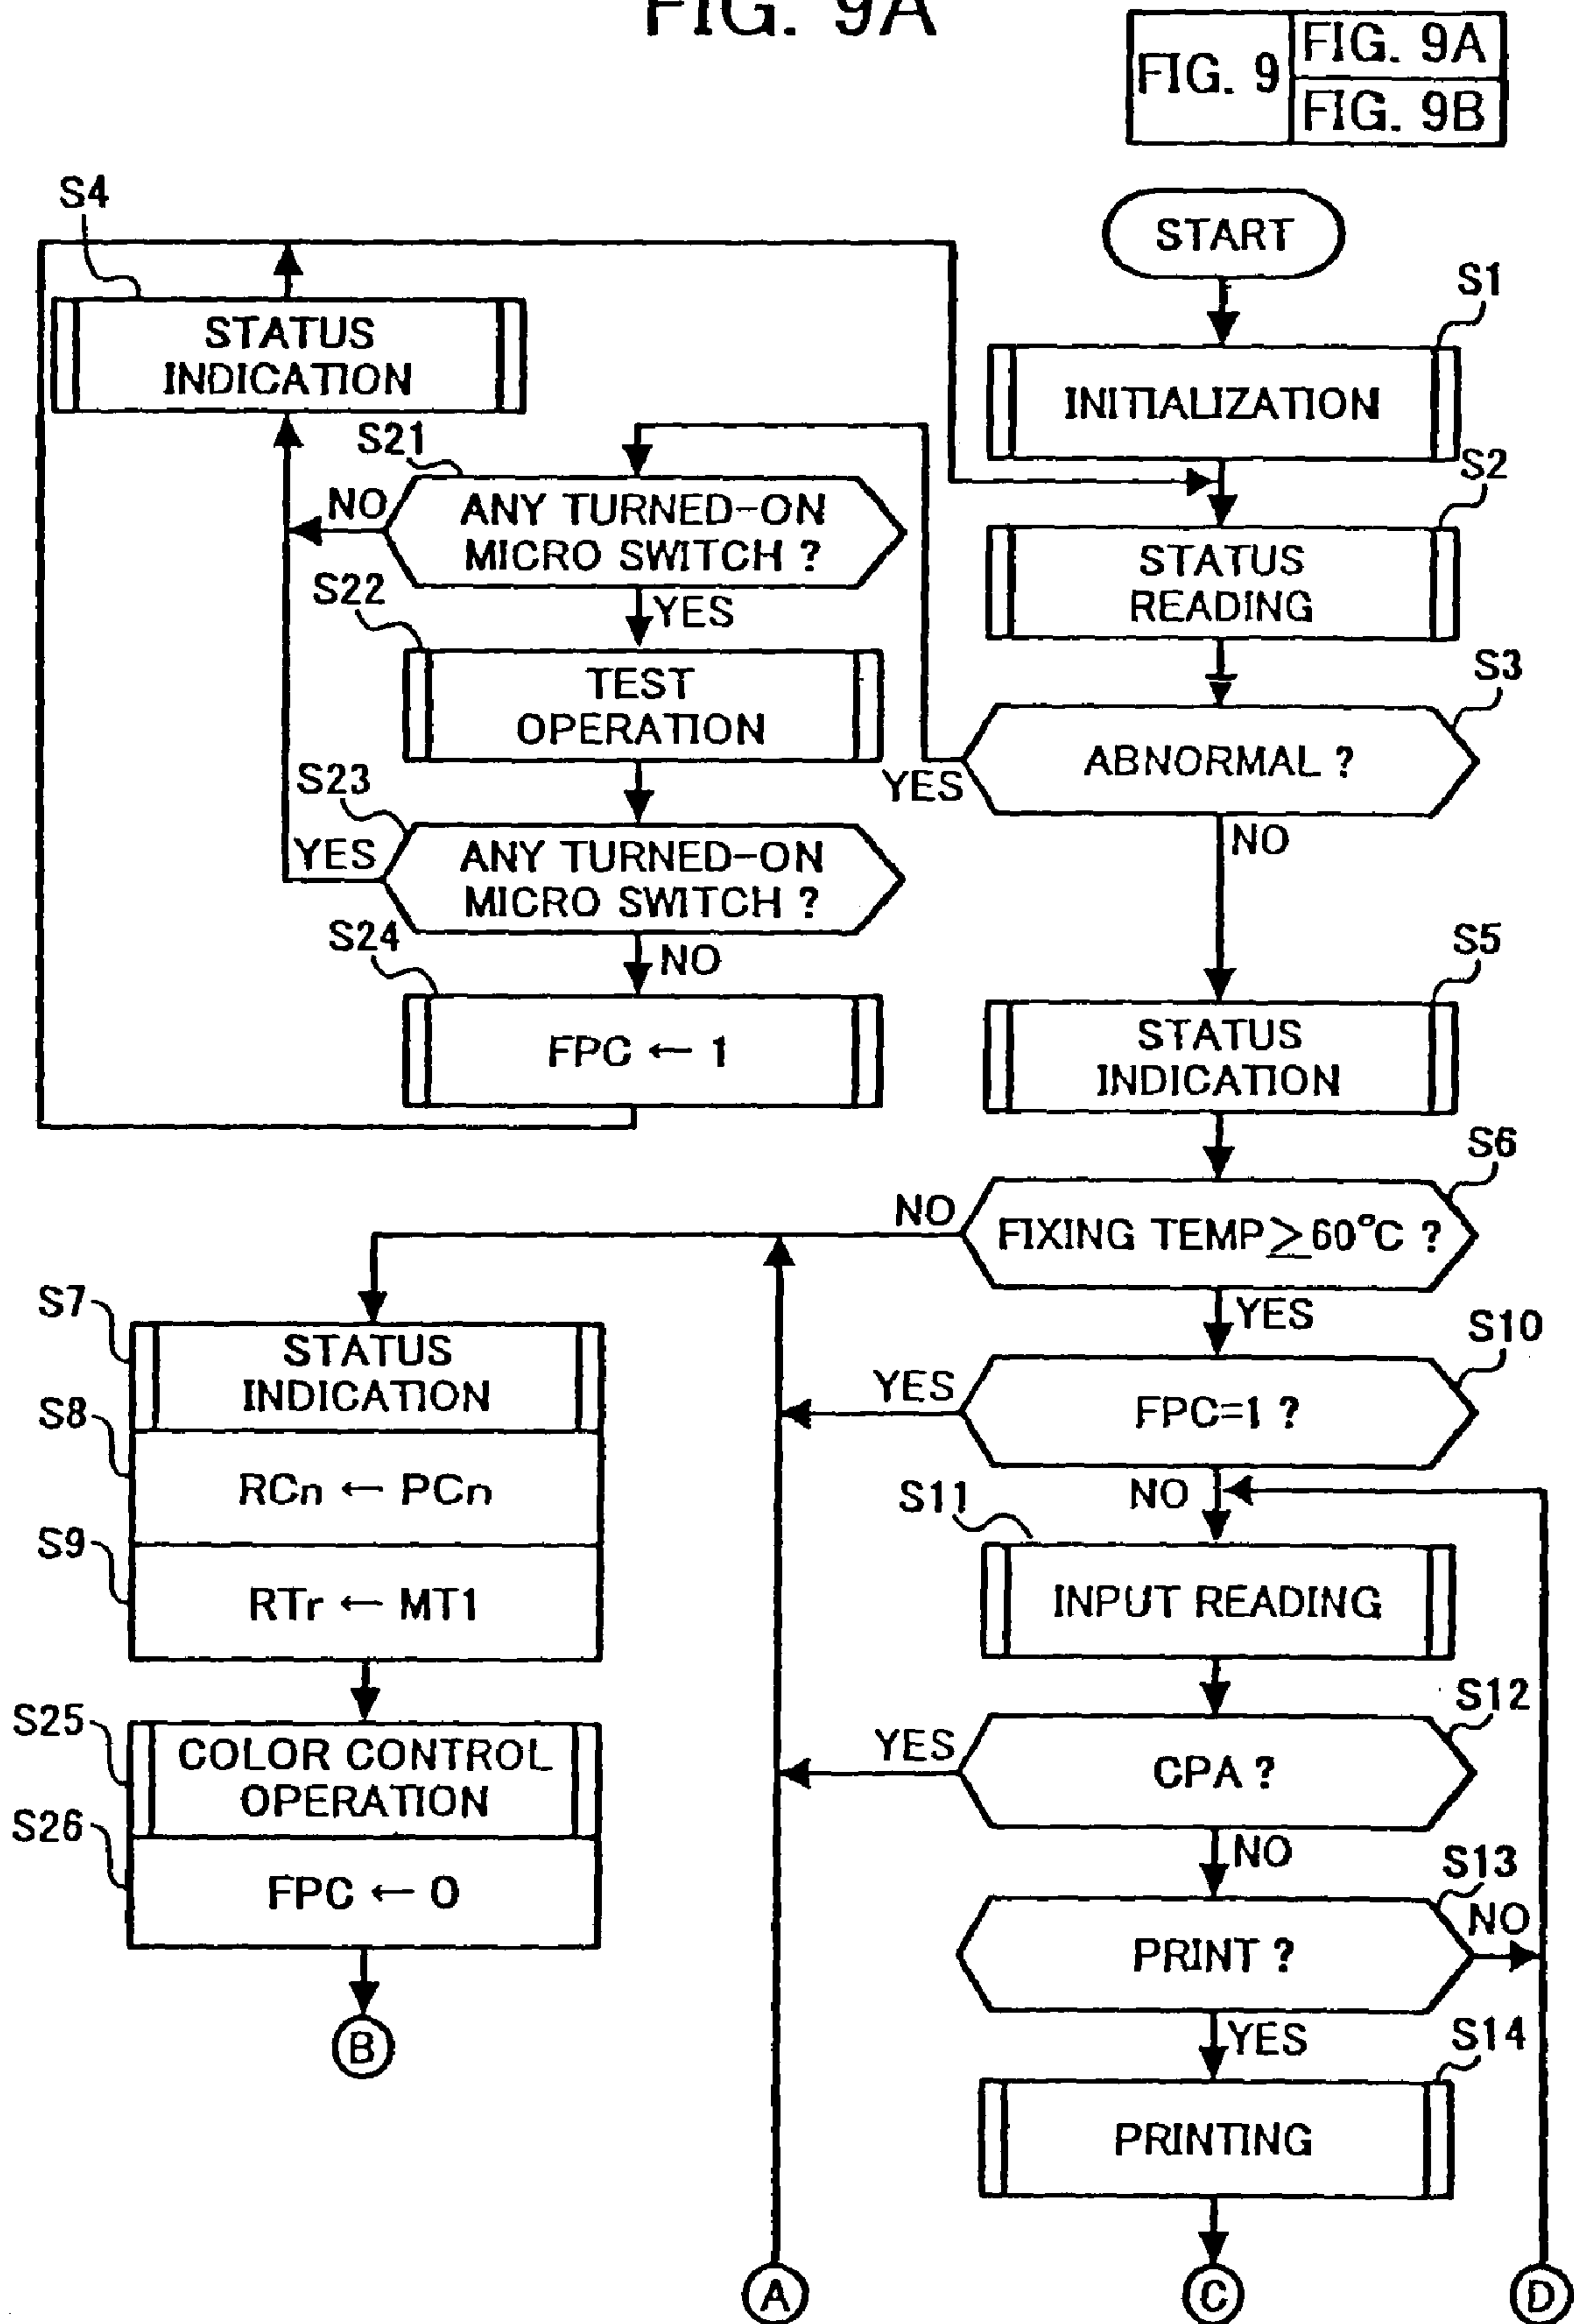 FIG. 9A
FIG. 9
FIG. 9A
FIG. 9B
START
S1
INITIALIZATION
S2
STATUS
READING
S3
ABNORMAL ?
YES
NO
S4
STATUS
INDICATION
S21
ANY TURNED-ON
MICRO SWITCH ?
NO
YES
S22
TEST
OPERATION
S23
ANY TURNED-ON
MICRO SWITCH ?
YES
NO
S24
FPC ← 1
S5
STATUS
INDICATION
S6
FIXING TEMP≥60°C ?
NO
YES
S7
STATUS
INDICATION
S8
RCn ← PCn
S9
RTr ← MT1
S25
COLOR CONTROL
OPERATION
S26
FPC ← 0
B
S10
FPC=1 ?
YES
NO
S11
INPUT READING
S12
CPA ?
YES
NO
S13
PRINT ?
NO
YES
S14
PRINTING
A
C
D